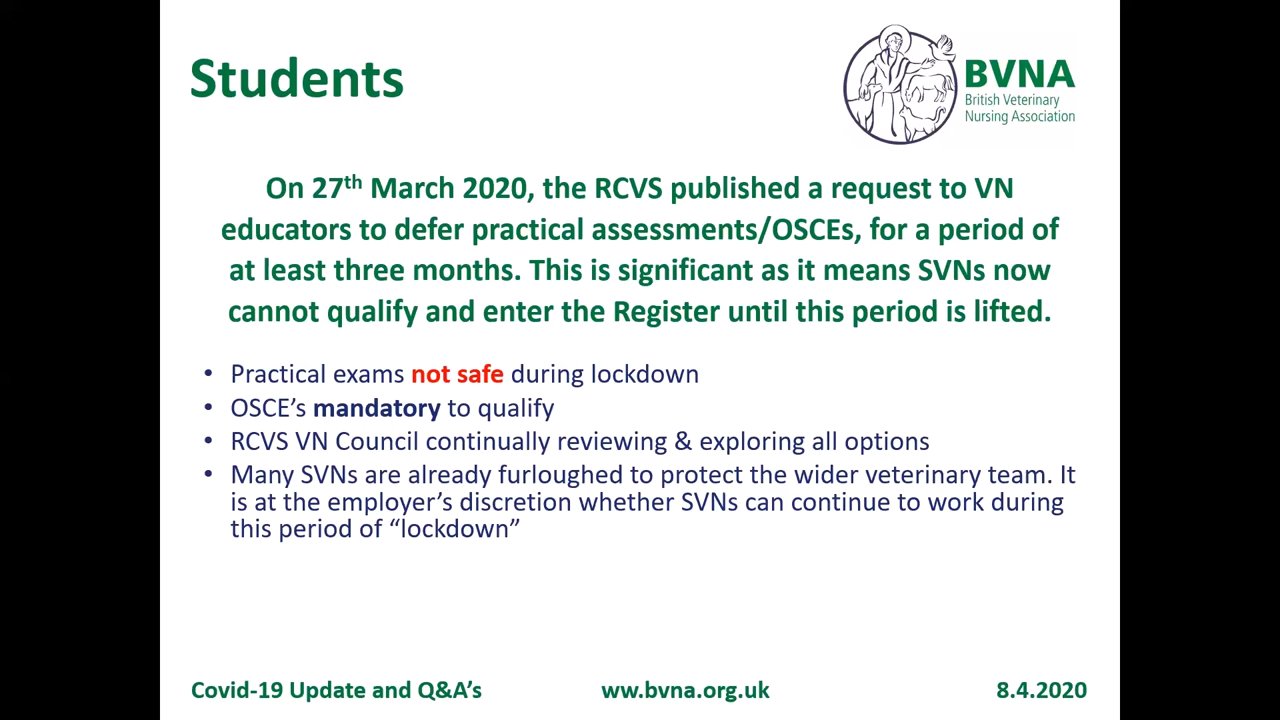 Students
BVNA
British Veterinary
Nursing Association
On 27th March 2020, the RCVS published a request to VN
educators to defer practical assessments/OSCEs, for a period of
at least three months. This is significant as it means SVNs now
cannot qualify and enter the Register until this period is lifted.
• Practical exams not safe during lockdown
• OSCE’s mandatory to qualify
• RCVS VN Council continually reviewing & exploring all options
• Many SVNs are already furloughed to protect the wider veterinary team. It
is at the employer’s discretion whether SVNs can continue to work during
this period of “lockdown”
Covid-19 Update and Q&A’s
ww.bvna.org.uk
8.4.2020